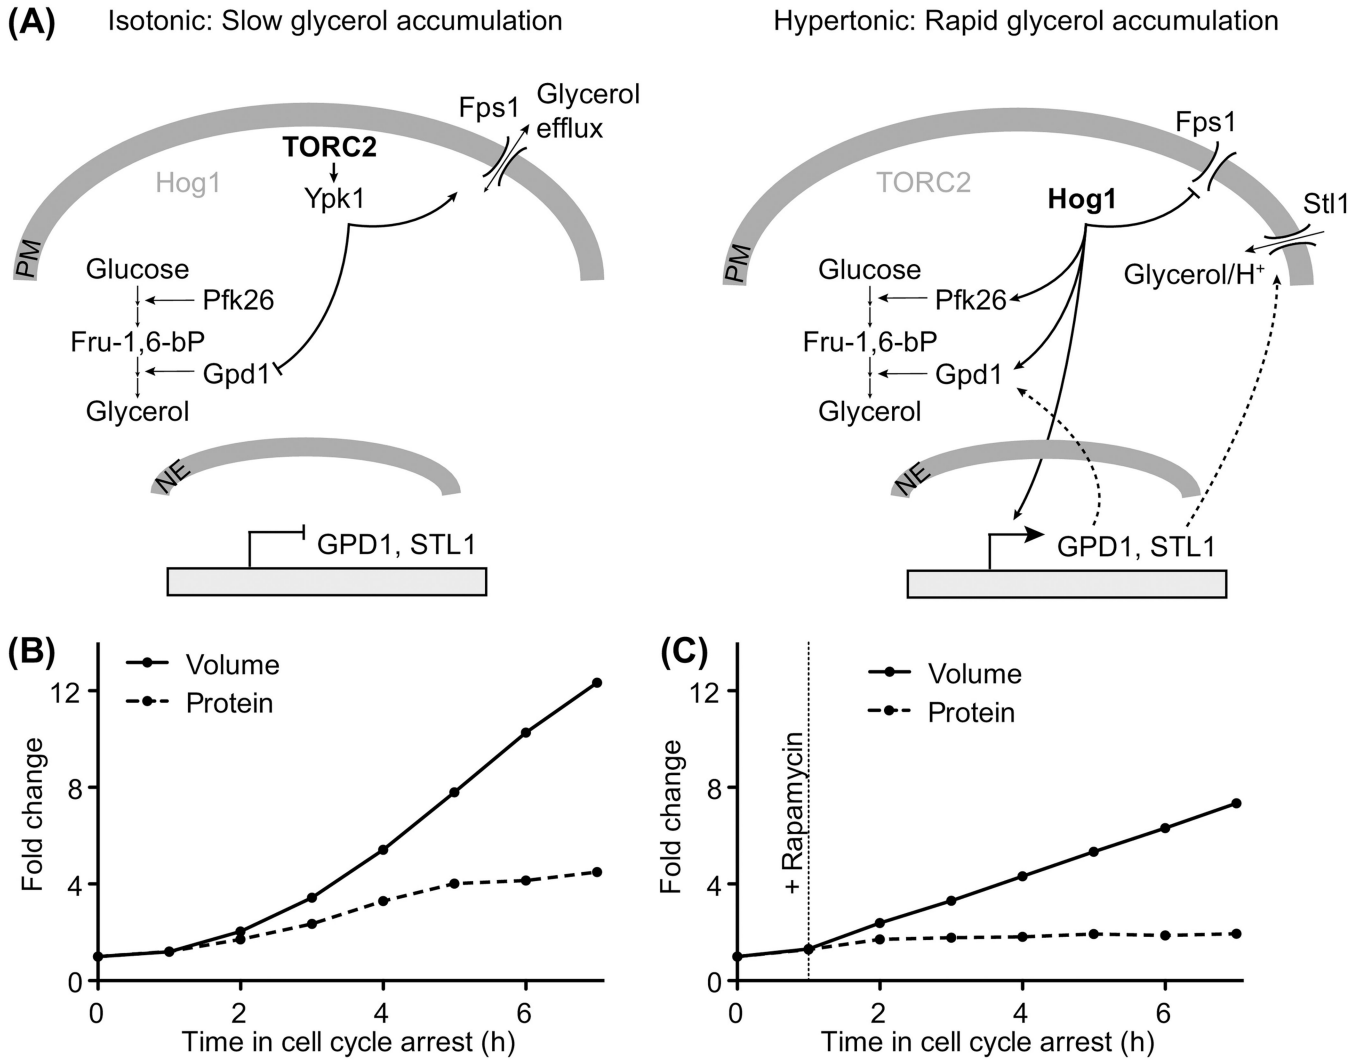 (A)
Isotonic: Slow glycerol accumulation
Fps1
Glycerol
efflux
TORC2
Hog1
Ypk1
PM
Glucose
Pfk26
Fru-1,6-bP
Gpd1
Glycerol
NE
GPD1, STL1
Hypertonic: Rapid glycerol accumulation
Fps1
TORC2
Hog1
Stl1
PM
Glycerol/H⁺
Glucose
Pfk26
Fru-1,6-bP
Gpd1
Glycerol
NE
GPD1, STL1
(B)
Volume
Protein
Fold change
12
8
4
0
0 2 4 6
Time in cell cycle arrest (h)
(C)
Volume
Protein
+ Rapamycin
Fold change
12
8
4
0
0 2 4 6
Time in cell cycle arrest (h)